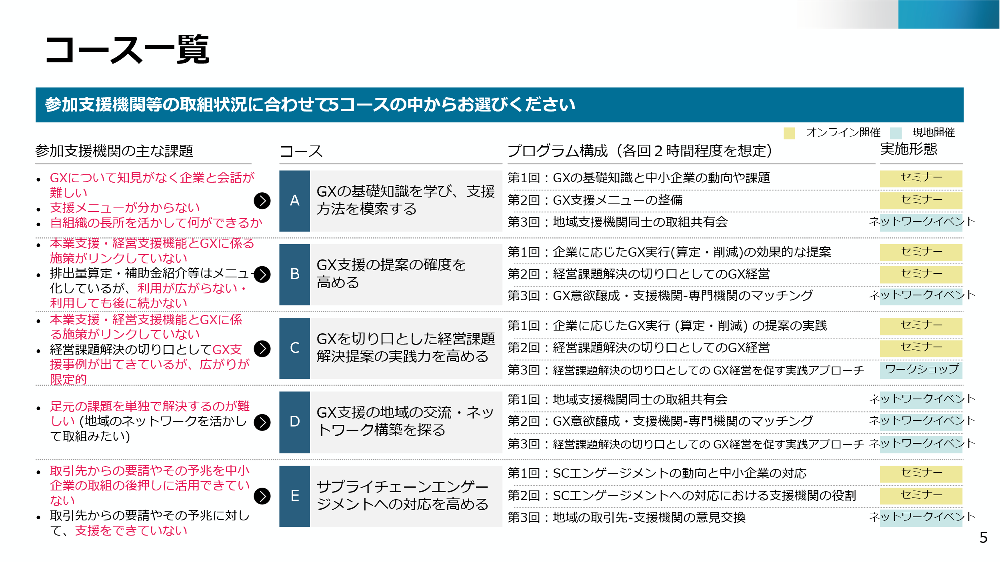 コース一覧
参加支援機関等の取組状況に合わせて5コースの中からお選びください
オンライン開催 現地開催
参加支援機関の主な課題
コース
プログラム構成（各回２時間程度を想定）
実施形態
• GXについて知見がなく企業と会話が
難しい
• 支援メニューが分からない
• 自組織の長所を活かして何ができるか
A
GXの基礎知識を学び、支援
方法を模索する
第1回：GXの基礎知識と中小企業の動向や課題
セミナー
第2回：GX支援メニューの整備
セミナー
第3回：地域支援機関同士の取組共有会
ネットワークイベント
• 本業支援・経営支援機能とGXに係る
施策がリンクしていない
• 排出量算定・補助金紹介等はメニュー
化しているが、利用が広がらない・
利用しても後に続かない
B
GX支援の提案の確度を
高める
第1回：企業に応じたGX実行(算定・削減)の効果的な提案
セミナー
第2回：経営課題解決の切り口としてのGX経営
セミナー
第3回：GX意欲醸成・支援機関-専門機関のマッチング
ネットワークイベント
• 本業支援・経営支援機能とGXに係
る施策がリンクしていない
• 経営課題解決の切り口としてGX支
援事例が出てきているが、広がりが
限定的
C
GXを切り口とした経営課題
解決提案の実践力を高める
第1回：企業に応じたGX実行 (算定・削減) の提案の実践
セミナー
第2回：経営課題解決の切り口としてのGX経営
セミナー
第3回：経営課題解決の切り口としての GX経営を促す実践アプローチ
ワークショップ
• 足元の課題を単独で解決するのが難
しい (地域のネットワークを活かし
て取組みたい)
D
GX支援の地域の交流・ネッ
トワーク構築を探る
第1回：地域支援機関同士の取組共有会
ネットワークイベント
第2回：GX意欲醸成・支援機関-専門機関のマッチング
ネットワークイベント
第3回：経営課題解決の切り口としての GX経営を促す実践アプローチ
ネットワークイベント
• 取引先からの要請やその予兆を中小
企業の取組の後押しに活用できてい
ない
• 取引先からの要請やその予兆に対し
て、支援をできていない
E
サプライチェーンエンゲー
ジメントへの対応を高める
第1回：SCエンゲージメントの動向と中小企業の対応
セミナー
第2回：SCエンゲージメントへの対応における支援機関の役割
セミナー
第3回：地域の取引先-支援機関の意見交換
ネットワークイベント
5